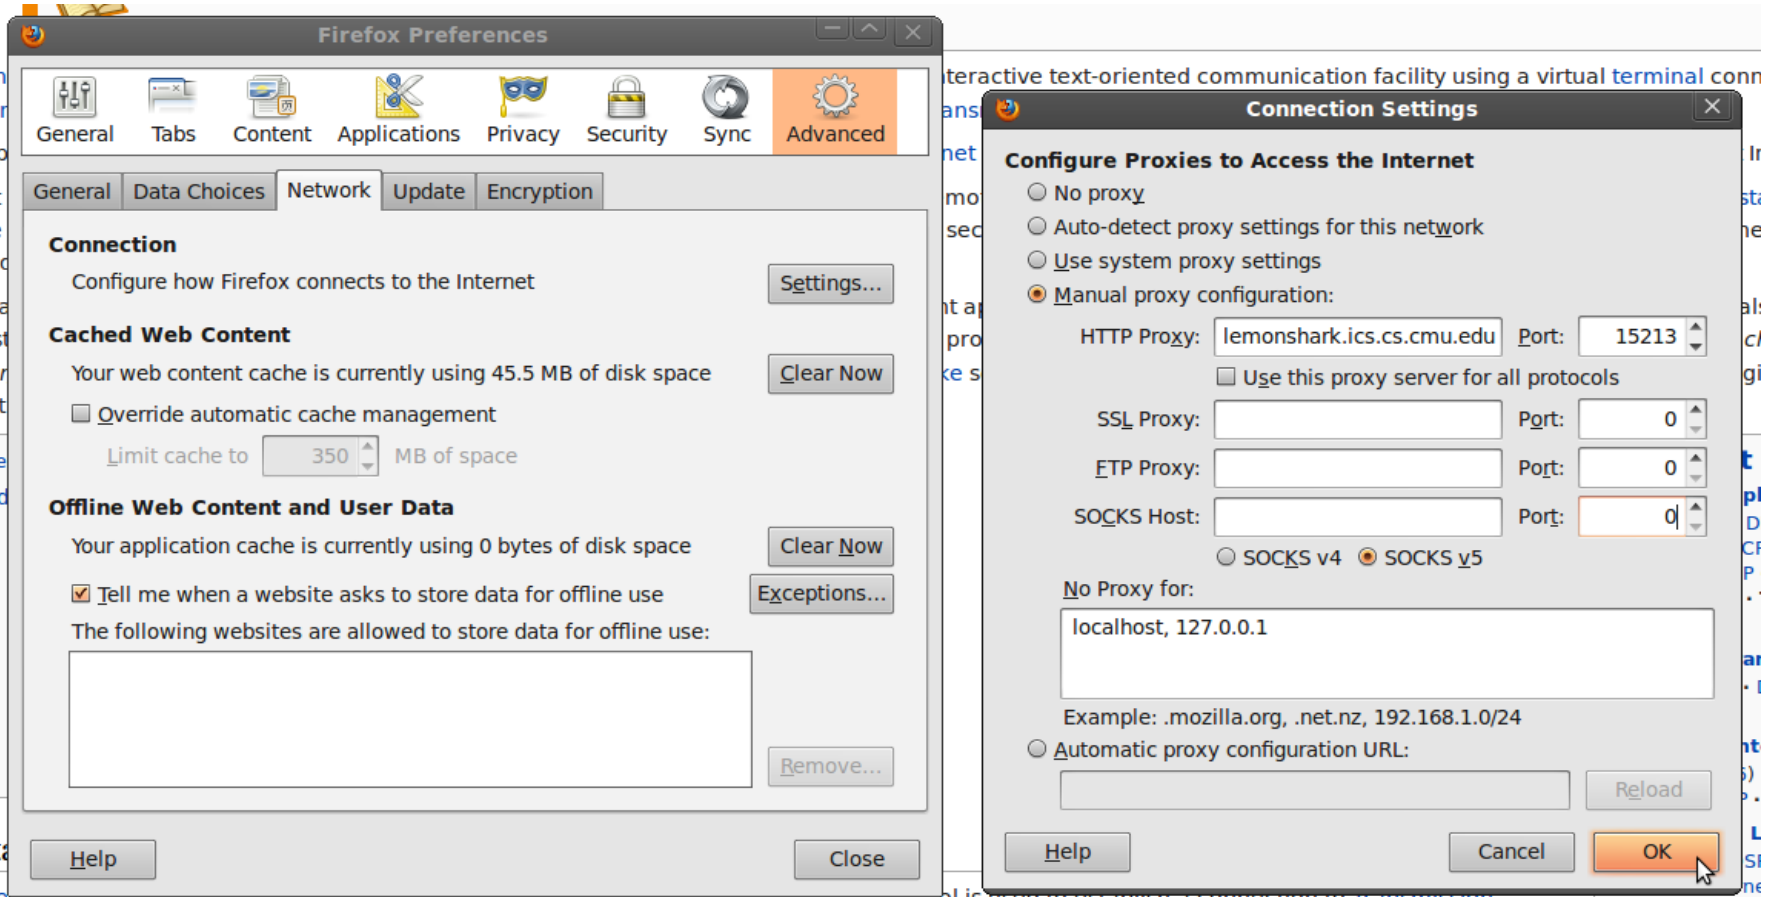 Firefox Preferences
General Tabs Content Applications Privacy Security Sync Advanced
General Data Choices Network Update Encryption
Connection
Configure how Firefox connects to the Internet Settings...
Cached Web Content
Your web content cache is currently using 45.5 MB of disk space Clear Now
Override automatic cache management
Limit cache to 350 MB of space
Offline Web Content and User Data
Your application cache is currently using 0 bytes of disk space Clear Now
Tell me when a website asks to store data for offline use Exceptions...
The following websites are allowed to store data for offline use:
Remove...
Help Close
teractive text-oriented communication facility using a virtual terminal conn
Connection Settings
Configure Proxies to Access the Internet
No proxy
Auto-detect proxy settings for this network
Use system proxy settings
Manual proxy configuration:
HTTP Proxy: lemonshark.ics.cs.cmu.edu Port: 15213
Use this proxy server for all protocols
SSL Proxy: Port: 0
FTP Proxy: Port: 0
SOCKS Host: Port: 0
SOCKS v4 SOCKS v5
No Proxy for:
localhost, 127.0.0.1
Example: .mozilla.org, .net.nz, 192.168.1.0/24
Automatic proxy configuration URL:
Reload
Help Cancel OK